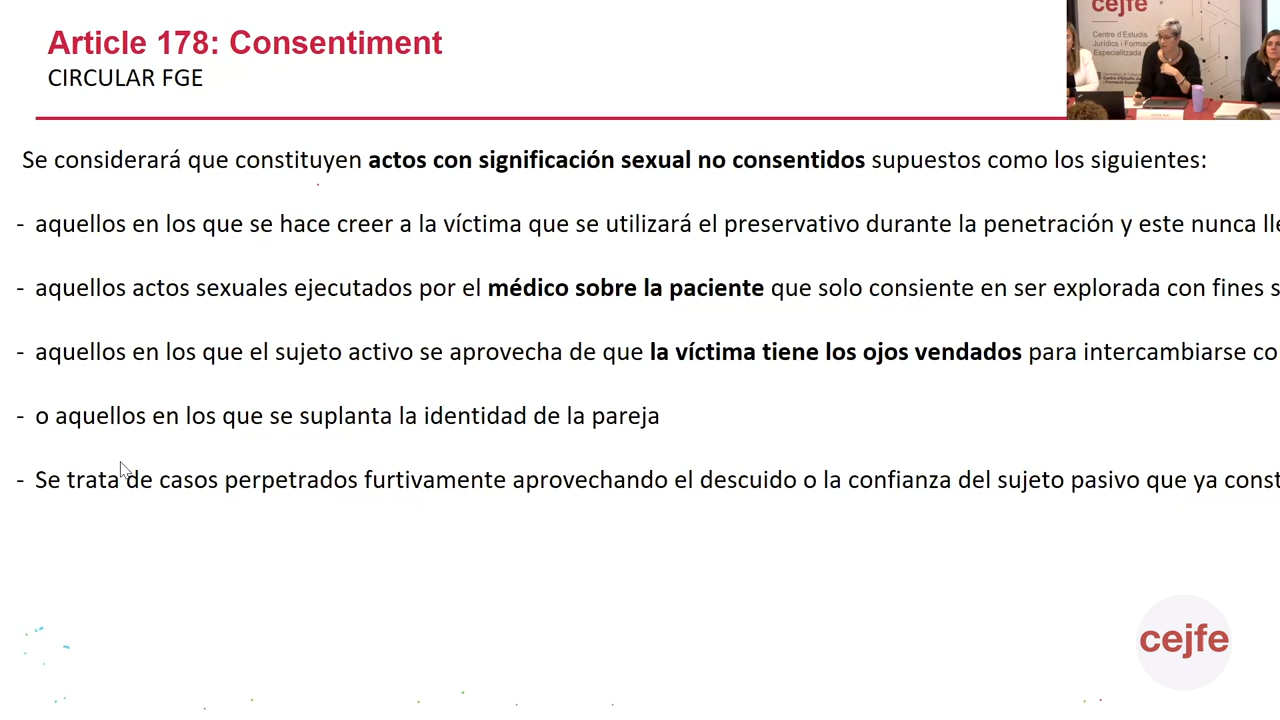 Article 178: Consentiment
CIRCULAR FGE
cejfe
Centre d'Estudis
Jurídics i Formació
Especialitzada
Se considerará que constituyen actos con significación sexual no consentidos supuestos como los siguientes:
- aquellos en los que se hace creer a la víctima que se utilizará el preservativo durante la penetración y este nunca lle
- aquellos actos sexuales ejecutados por el médico sobre la paciente que solo consiente en ser explorada con fines s
- aquellos en los que el sujeto activo se aprovecha de que la víctima tiene los ojos vendados para intercambiarse co
- o aquellos en los que se suplanta la identidad de la pareja
- Se trata de casos perpetrados furtivamente aprovechando el descuido o la confianza del sujeto pasivo que ya const
cejfe